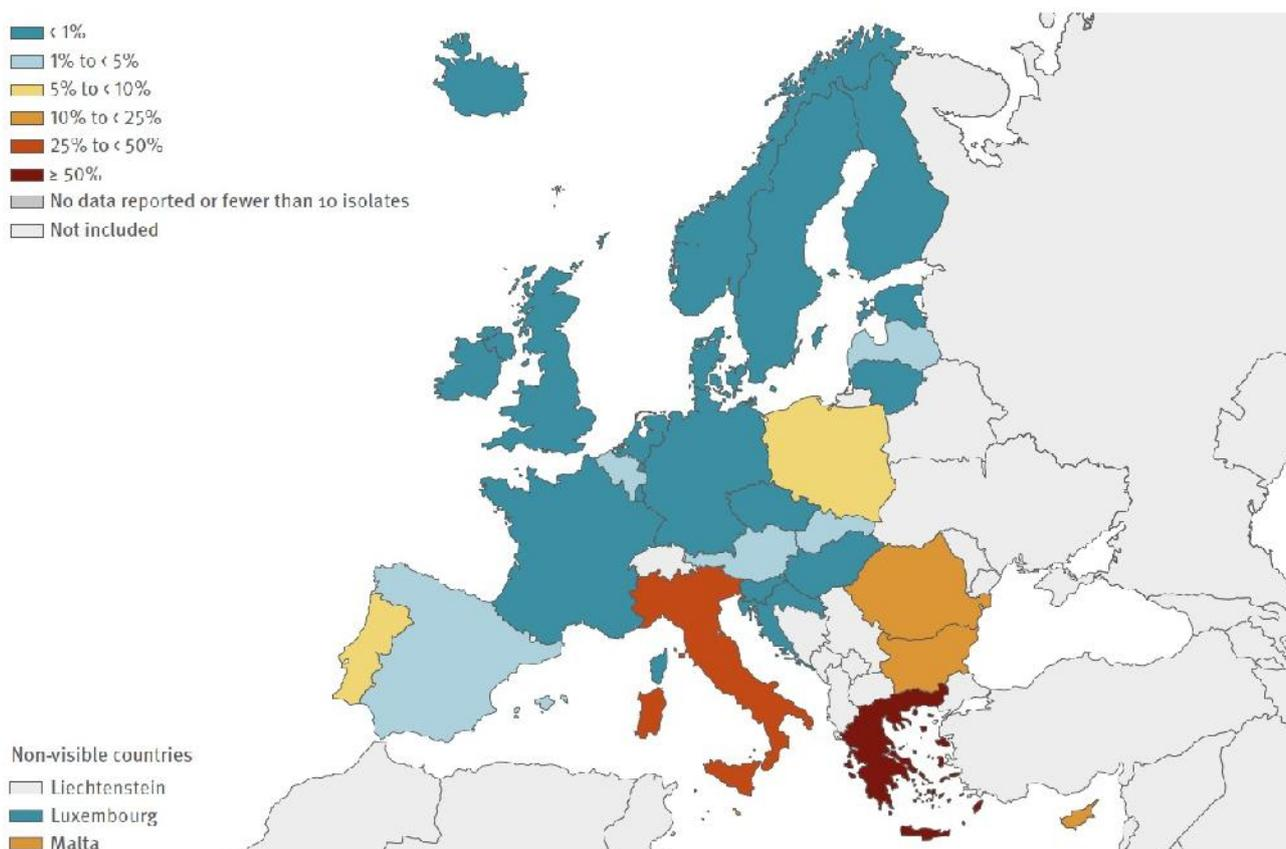 < 1%
1% to < 5%
5% to < 10%
10% to < 25%
25% to < 50%
≥ 50%
No data reported or fewer than 10 isolates
Not included
Non-visible countries
Liechtenstein
Luxembourg
Malta